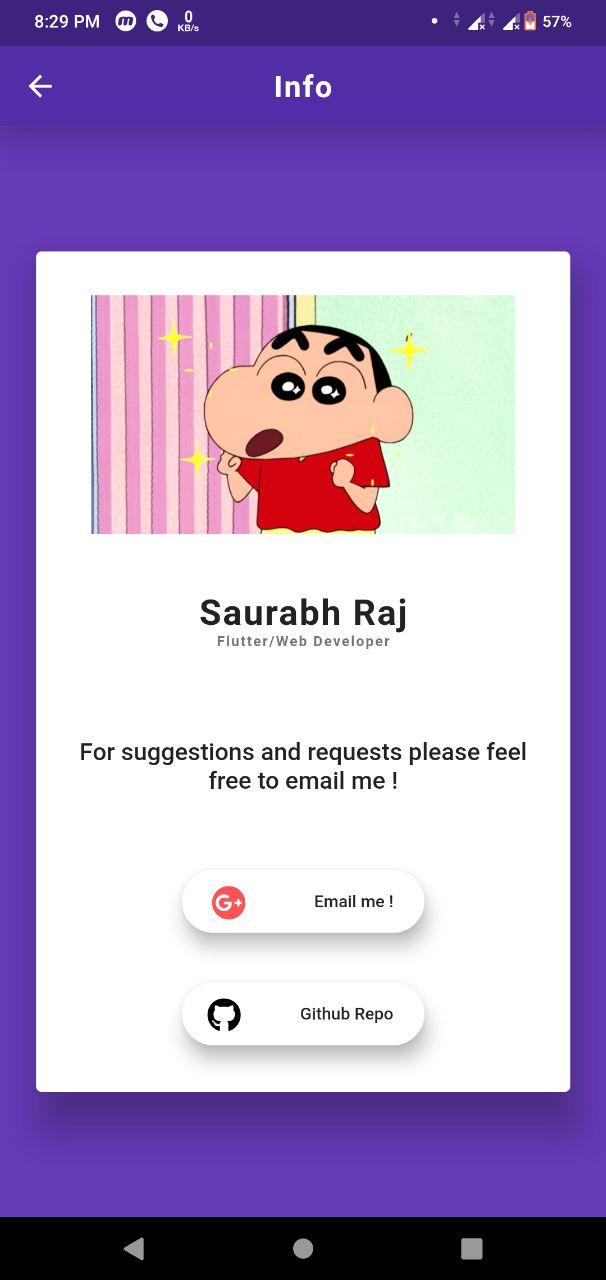 8:29 PM m 0 57%
KB/s
Info
Saurabh Raj
Flutter/Web Developer
For suggestions and requests please feel
free to email me !
G+ Email me !
Github Repo